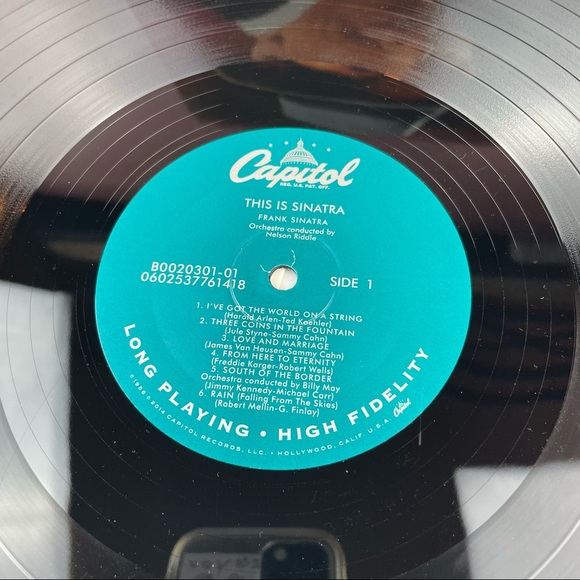 Capitol
REG. U.S. PAT. OFF.
THIS IS SINATRA
FRANK SINATRA
Orchestra conducted by
Nelson Riddle
B0020301-01
0602537761418
SIDE 1
1. I'VE GOT THE WORLD ON A STRING
(Harold Arlen-Ted Koehler)
2. THREE COINS IN THE FOUNTAIN
(Jule Styne-Sammy Cahn)
3. LOVE AND MARRIAGE
(James Van Heusen-Sammy Cahn)
4. FROM HERE TO ETERNITY
(Freddie Karger-Robert Wells)
5. SOUTH OF THE BORDER
Orchestra conducted by Billy May
(Jimmy Kennedy-Michael Carr)
6. RAIN (Falling From The Skies)
(Robert Mellin-G. Finlay)
LONG PLAYING • HIGH FIDELITY
℗1956 ©2014 CAPITOL RECORDS, LLC. • HOLLYWOOD, CALIF. U.S.A.
Capitol